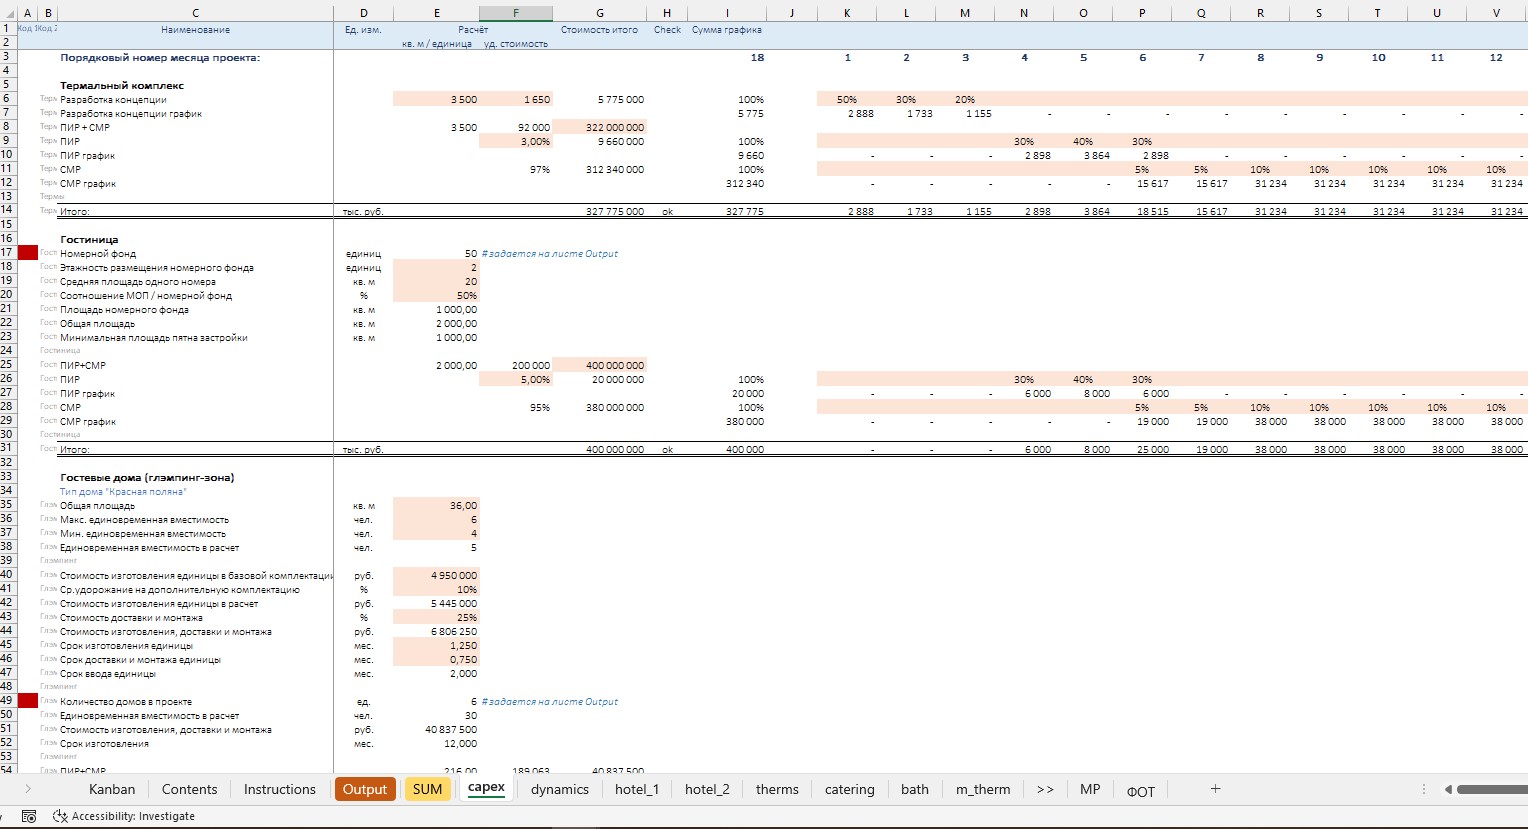 A B C D E F G H I J K L M N O P Q R S T U V
1 Наименование Ед. изм. Расчёт Стоимость итого Check Сумма графика
2 кв. м / единица уд. стоимость
3 Порядковый номер месяца проекта: 18 1 2 3 4 5 6 7 8 9 10 11 12
4
5 Термальный комплекс
6 Разработка концепции 3 500 1 650 5 775 000 100% 50% 30% 20%
7 Разработка концепции график 5 775 2 888 1 733 1 155 - - - - - - - - -
8 ПИР + СМР 3 500 92 000 322 000 000
9 ПИР 3,00% 9 660 000 100% 30% 40% 30%
10 ПИР график 9 660 - - - 2 898 3 864 2 898 - - - - - -
11 СМР 97% 312 340 000 100% 5% 5% 10% 10% 10% 10% 10%
12 СМР график 312 340 - - - - - 15 617 15 617 31 234 31 234 31 234 31 234 31 234
13 Термы
14 Итого: тыс. руб. 327 775 000 ok 327 775 2 888 1 733 1 155 2 898 3 864 18 515 15 617 31 234 31 234 31 234 31 234 31 234
15
16 Гостиница
17 Гост Номерной фонд единиц 50 # задается на листе Output
18 Гост Этажность размещения номерного фонда единиц 2
19 Гост Средняя площадь одного номера кв. м 20
20 Гост Соотношение МОП / номерной фонд % 50%
21 Гост Площадь номерного фонда кв. м 1 000,00
22 Гост Общая площадь кв. м 2 000,00
23 Гост Минимальная площадь пятна застройки кв. м 1 000,00
24 Гостиница
25 Гост ПИР+СМР 2 000,00 200 000 400 000 000
26 Гост ПИР 5,00% 20 000 000 100% 30% 40% 30%
27 Гост ПИР график 20 000 - - - 6 000 8 000 6 000 - - - - - -
28 Гост СМР 95% 380 000 000 100% 5% 5% 10% 10% 10% 10% 10%
29 Гост СМР график 380 000 - - - - - 19 000 19 000 38 000 38 000 38 000 38 000 38 000
30 Гостиница
31 Гост Итого: тыс. руб. 400 000 000 ok 400 000 - - - 6 000 8 000 25 000 19 000 38 000 38 000 38 000 38 000 38 000
32
33 Гостевые дома (глэмпинг-зона)
34 Тип дома "Красная поляна"
35 Глэм Общая площадь кв. м 36,00
36 Глэм Макс. единовременная вместимость чел. 6
37 Глэм Мин. единовременная вместимость чел. 4
38 Глэм Единовременная вместимость в расчет чел. 5
39 Глэмпинг
40 Глэм Стоимость изготовления единицы в базовой комплектации руб. 4 950 000
41 Глэм Ср.удорожание на дополнительную комплектацию % 10%
42 Глэм Стоимость изготовления единицы в расчет руб. 5 445 000
43 Глэм Стоимость доставки и монтажа % 25%
44 Глэм Стоимость изготовления, доставки и монтажа руб. 6 806 250
45 Глэм Срок изготовления единицы мес. 1,250
46 Глэм Срок доставки и монтажа единицы мес. 0,750
47 Глэм Срок ввода единицы мес. 2,000
48 Глэмпинг
49 Глэм Количество домов в проекте ед. 6 # задается на листе Output
50 Глэм Единовременная вместимость в расчет чел. 30
51 Глэм Стоимость изготовления, доставки и монтажа руб. 40 837 500
52 Глэм Срок изготовления мес. 12,000
53 Глэмпинг
54 Глэм ПИР+СМР 216,00 189 063 40 837 500
Kanban Contents Instructions Output SUM capex dynamics hotel_1 hotel_2 therms catering bath m_therm >> MP ФОТ +
Accessibility: Investigate